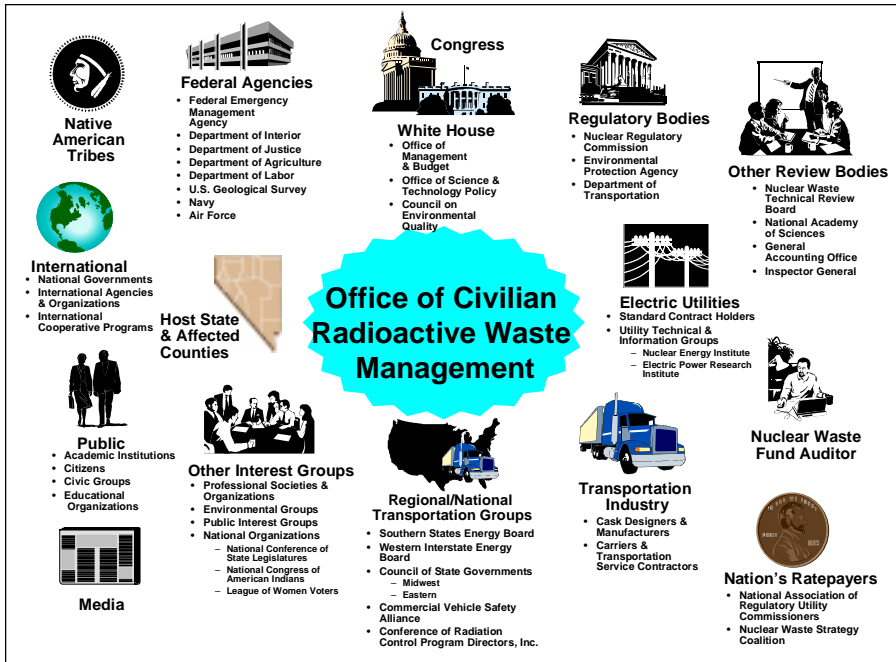 Native
American
Tribes
Federal Agencies
• Federal Emergency
Management
Agency
• Department of Interior
• Department of Justice
• Department of Agriculture
• Department of Labor
• U.S. Geological Survey
• Navy
• Air Force
Congress
White House
• Office of
Management
& Budget
• Office of Science &
Technology Policy
• Council on
Environmental
Quality
Regulatory Bodies
• Nuclear Regulatory
Commission
• Environmental
Protection Agency
• Department of
Transportation
Other Review Bodies
• Nuclear Waste
Technical Review
Board
• National Academy
of Sciences
• General
Accounting Office
• Inspector General
International
• National Governments
• International Agencies
& Organizations
• International
Cooperative Programs
Host State
& Affected
Counties
Office of Civilian
Radioactive Waste
Management
Electric Utilities
• Standard Contract Holders
• Utility Technical &
Information Groups
– Nuclear Energy Institute
– Electric Power Research
Institute
Public
• Academic Institutions
• Citizens
• Civic Groups
• Educational
Organizations
Other Interest Groups
• Professional Societies &
Organizations
• Environmental Groups
• Public Interest Groups
• National Organizations
– National Conference of
State Legislatures
– National Congress of
American Indians
– League of Women Voters
Regional/National
Transportation Groups
• Southern States Energy Board
• Western Interstate Energy
Board
• Council of State Governments
– Midwest
– Eastern
• Commercial Vehicle Safety
Alliance
• Conference of Radiation
Control Program Directors, Inc.
Transportation
Industry
• Cask Designers &
Manufacturers
• Carriers &
Transportation
Service Contractors
Nuclear Waste
Fund Auditor
Media
Nation's Ratepayers
• National Association of
Regulatory Utility
Commissioners
• Nuclear Waste Strategy
Coalition